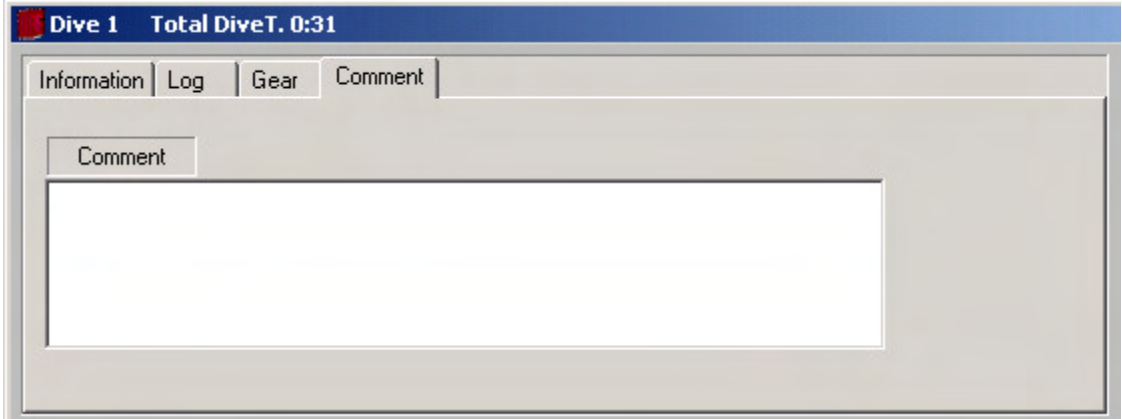 Dive 1 Total DiveT. 0:31
Information Log Gear Comment
Comment